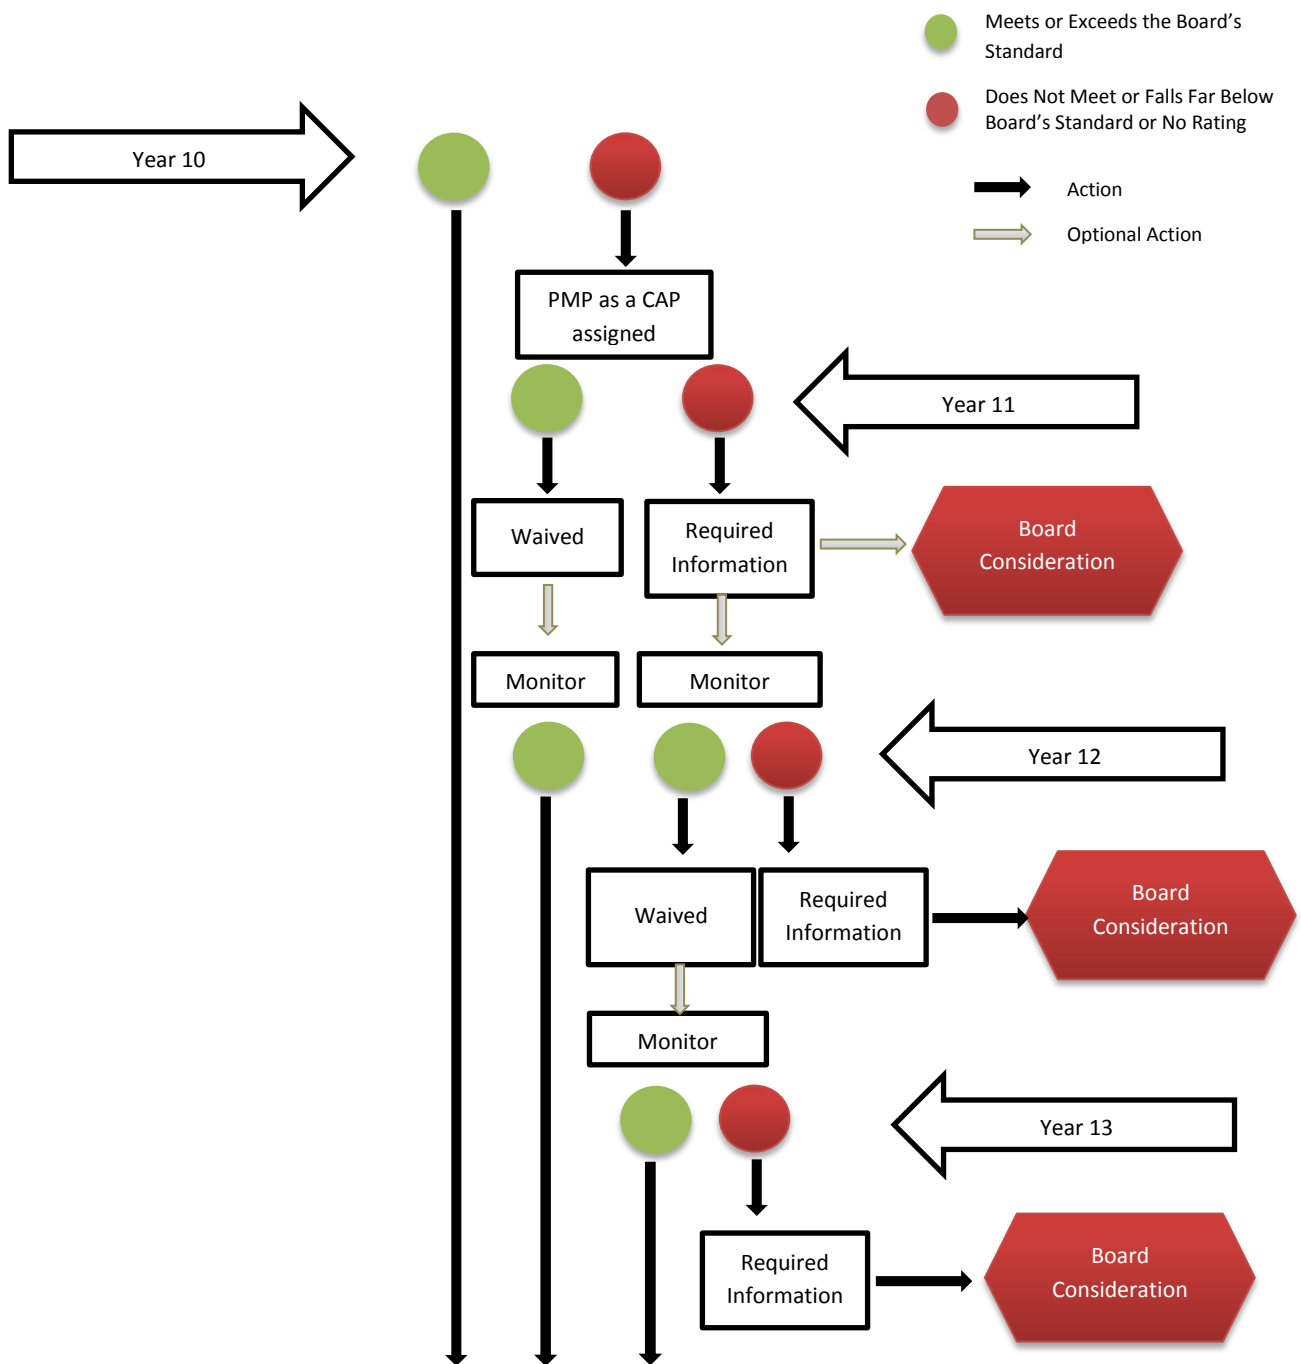 Meets or Exceeds the Board’s
Standard
Does Not Meet or Falls Far Below
Board’s Standard or No Rating
Year 10
Action
Optional Action
PMP as a CAP
assigned
Year 11
Waived
Required
Information
Board
Consideration
Monitor
Monitor
Year 12
Waived
Required
Information
Board
Consideration
Monitor
Year 13
Required
Information
Board
Consideration